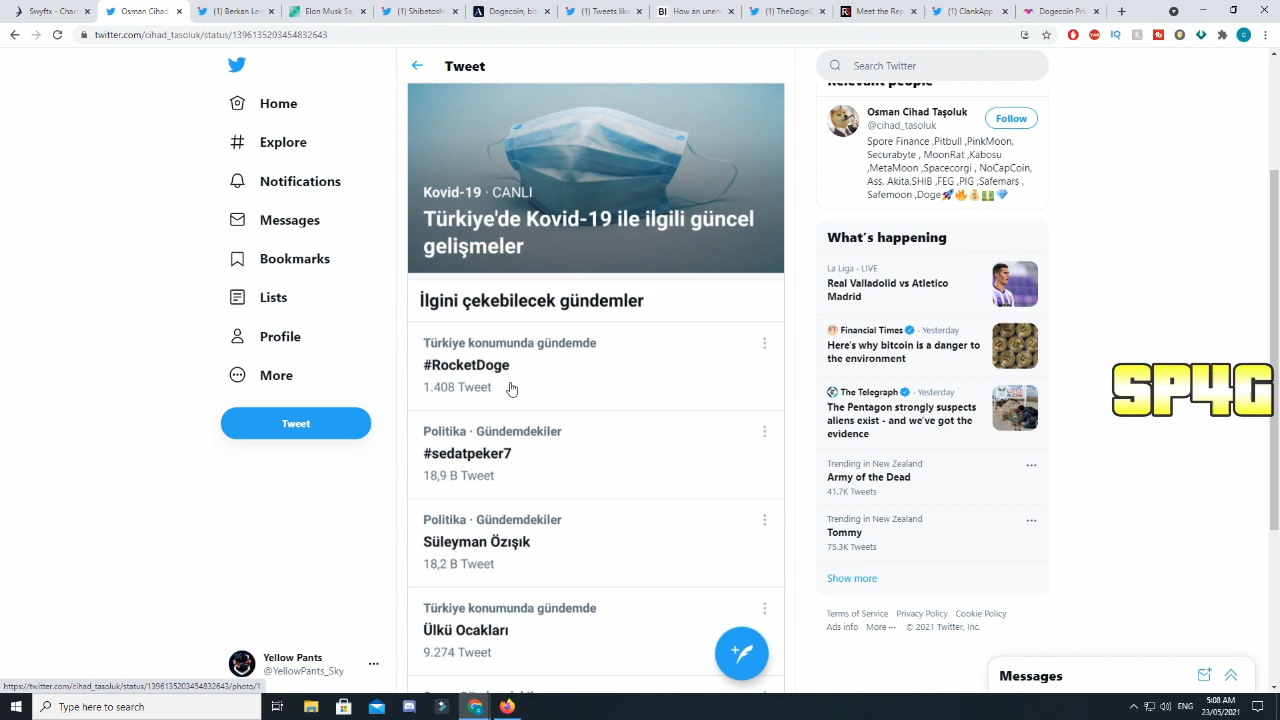 Swyftx - Char
Osman Cihad
(1) Berkan Le
Elon Musk Sa
(1) Shibetoshi
Dogecoin, bit
(1) Tweets like
How an unem
(1) TheDogeC
Meet the Rep
(1) ClankApp
Dogecoin Pric
twitter.com/cihad_tasoluk/status/1396135203454832643
Home
Explore
Notifications
Messages
Bookmarks
Lists
Profile
More
Tweet
Yellow Pants
@YellowPants_Sky
Tweet
Kovid-19 · CANLI
Türkiye'de Kovid-19 ile ilgili güncel
gelişmeler
İlgini çekebilecek gündemler
Türkiye konumunda gündemde
#RocketDoge
1.408 Tweet
Politika · Gündemdekiler
#sedatpeker7
18,9 B Tweet
Politika · Gündemdekiler
Süleyman Özışık
18,2 B Tweet
Türkiye konumunda gündemde
Ülkü Ocakları
9.274 Tweet
Search Twitter
Relevant people
Osman Cihad Taşoluk
@cihad_tasoluk
Follow
Spore Finance ,Pitbull ,PinkMoon,
Securabyte , MoonRat ,Kabosu
,MetaMoon ,Spacecorgi , NoCapCoin,
Ass, Akita,SHIB ,FEG ,PIG ,Safemars ,
Safemoon ,Doge🚀🔥💰💵💎
What's happening
La Liga · LIVE
Real Valladolid vs Atletico
Madrid
Financial Times · Yesterday
Here's why bitcoin is a danger to
the environment
The Telegraph · Yesterday
The Pentagon strongly suspects
aliens exist - and we've got the
evidence
Trending in New Zealand
Army of the Dead
41.7K Tweets
Trending in New Zealand
Tommy
75.3K Tweets
Show more
Terms of Service Privacy Policy Cookie Policy
Ads info More ··· © 2021 Twitter, Inc.
SP4G
Messages
https://twitter.com/cihad_tasoluk/status/1396135203454832643/photo/1
Type here to search
ENG
5:08 AM
23/05/2021